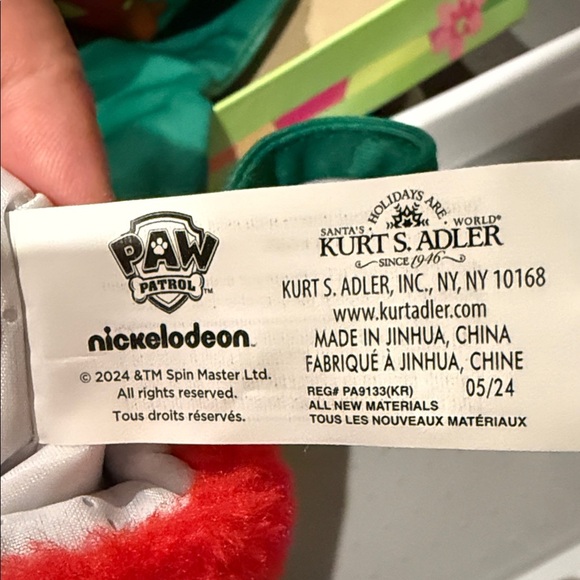 PAW
PATROL™
nickelodeon™
© 2024 &TM Spin Master Ltd.
All rights reserved.
Tous droits réservés.
HOLIDAYS ARE
SANTA'S WORLD®
KURT S. ADLER
SINCE 1946
KURT S. ADLER, INC., NY, NY 10168
www.kurtadler.com
MADE IN JINHUA, CHINA
FABRIQUÉ À JINHUA, CHINE
REG# PA9133(KR) 05/24
ALL NEW MATERIALS
TOUS LES NOUVEAUX MATÉRIAUX